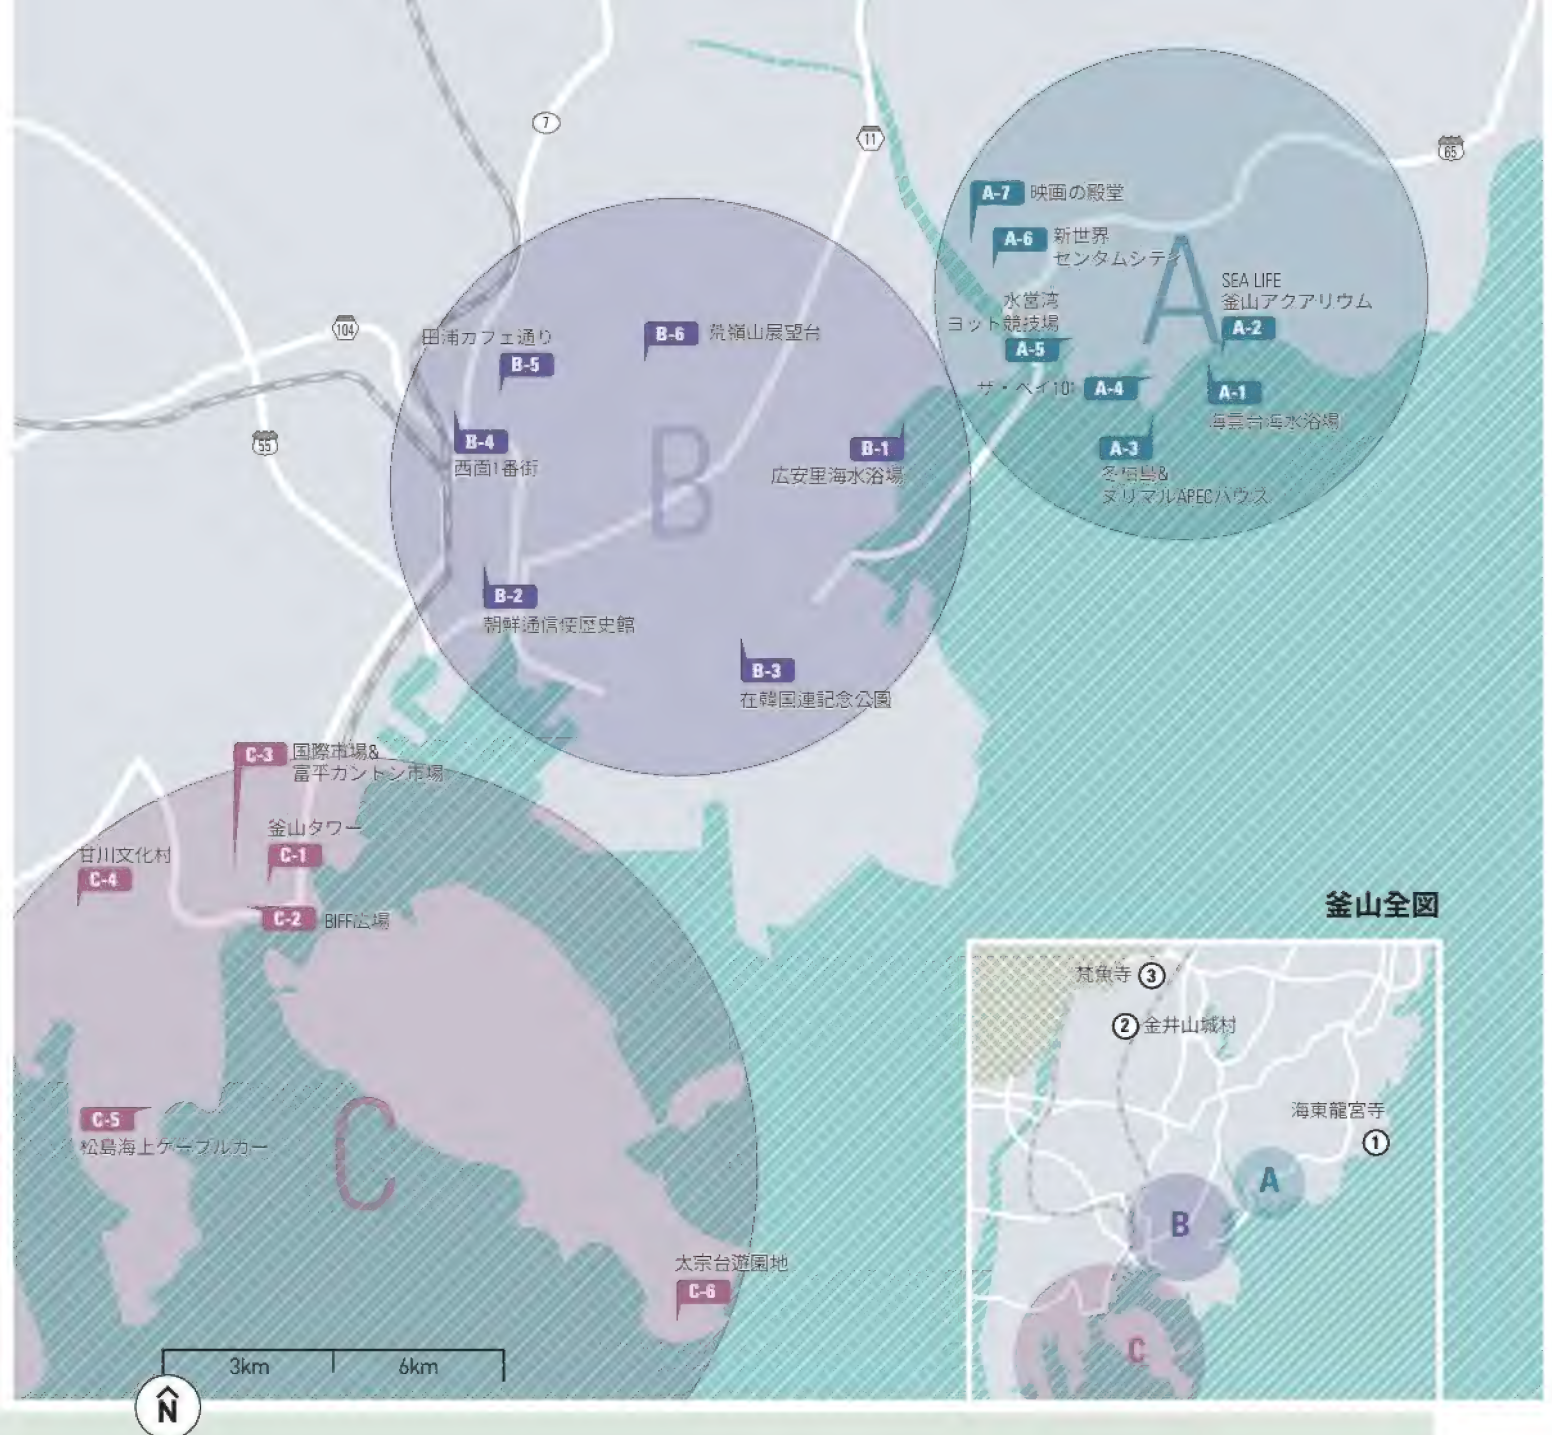 7
11
65
A-7 映画の殿堂
A-6 新世界
センタムシティ
A
SEA LIFE
釜山アクアリウム
A-2
水営湾
ヨット競技場
A-5
ザ・ベイ101 A-4
A-1
海雲台海水浴場
A-3
冬柏島&
ヌリマルAPECハウス
104
田浦カフェ通り
B-5
B-6 荒嶺山展望台
55
B-4
西面1番街
B
B-1
広安里海水浴場
B-2
朝鮮通信使歴史館
B-3
在韓国連記念公園
C-3 国際市場&
富平カントン市場
釜山タワー
C-1
甘川文化村
C-4
C-2 BIFF広場
C-5
松島海上ケーブルカー
C
太宗台遊園地
C-6
3km
6km
N
釜山全図
梵魚寺 3
2 金井山城村
海東龍宮寺
1
A
B
C